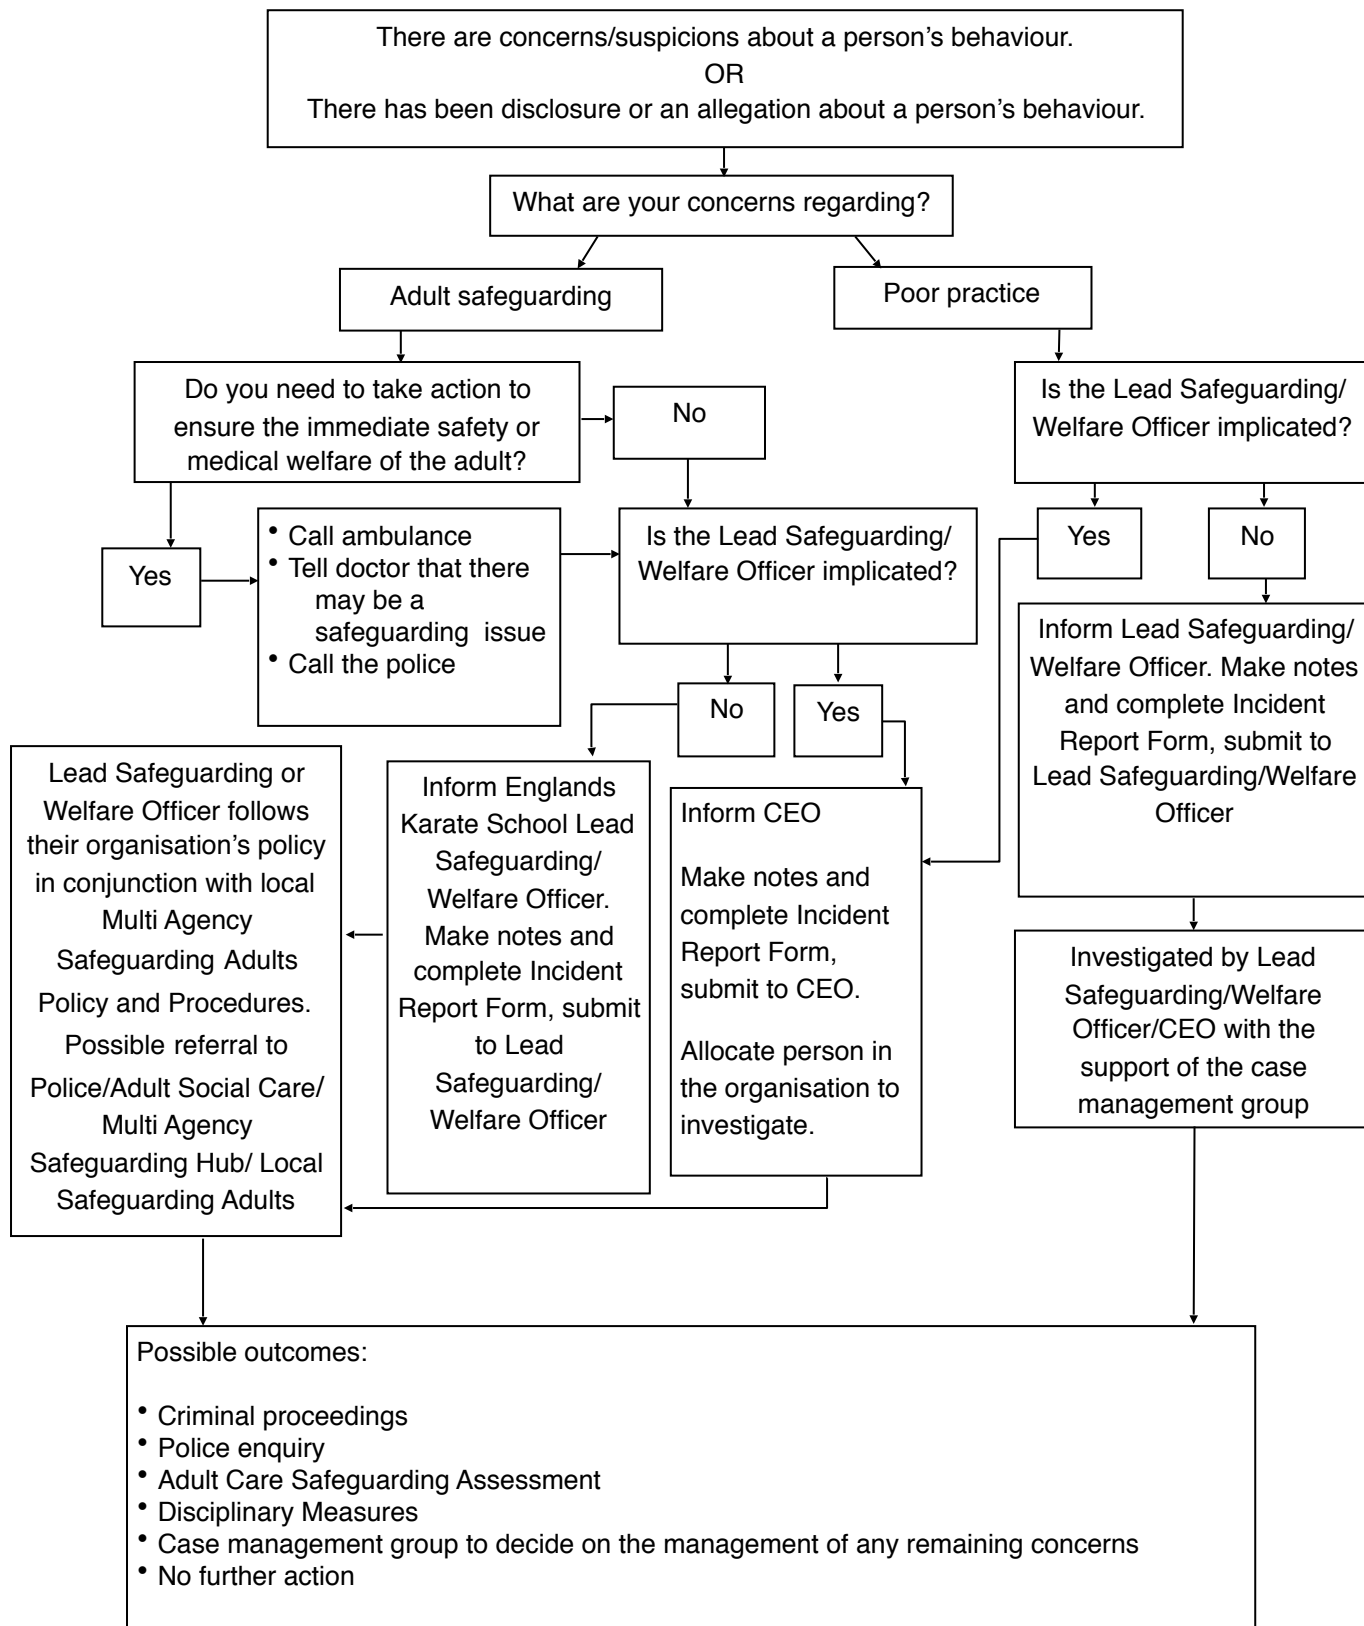 There are concerns/suspicions about a person’s behaviour.
OR
There has been disclosure or an allegation about a person’s behaviour.
What are your concerns regarding?
Adult safeguarding
Poor practice
Do you need to take action to
ensure the immediate safety or
medical welfare of the adult?
No
Is the Lead Safeguarding/
Welfare Officer implicated?
Yes
• Call ambulance
• Tell doctor that there
may be a
safeguarding issue
• Call the police
Is the Lead Safeguarding/
Welfare Officer implicated?
Yes
No
No
Yes
Inform Lead Safeguarding/
Welfare Officer. Make notes
and complete Incident
Report Form, submit to
Lead Safeguarding/Welfare
Officer
Lead Safeguarding or
Welfare Officer follows
their organisation’s policy
in conjunction with local
Multi Agency
Safeguarding Adults
Policy and Procedures.
Possible referral to
Police/Adult Social Care/
Multi Agency
Safeguarding Hub/ Local
Safeguarding Adults
Inform Englands
Karate School Lead
Safeguarding/
Welfare Officer.
Make notes and
complete Incident
Report Form, submit
to Lead
Safeguarding/
Welfare Officer
Inform CEO
Make notes and
complete Incident
Report Form,
submit to CEO.
Allocate person in
the organisation to
investigate.
Investigated by Lead
Safeguarding/Welfare
Officer/CEO with the
support of the case
management group
Possible outcomes:
• Criminal proceedings
• Police enquiry
• Adult Care Safeguarding Assessment
• Disciplinary Measures
• Case management group to decide on the management of any remaining concerns
• No further action